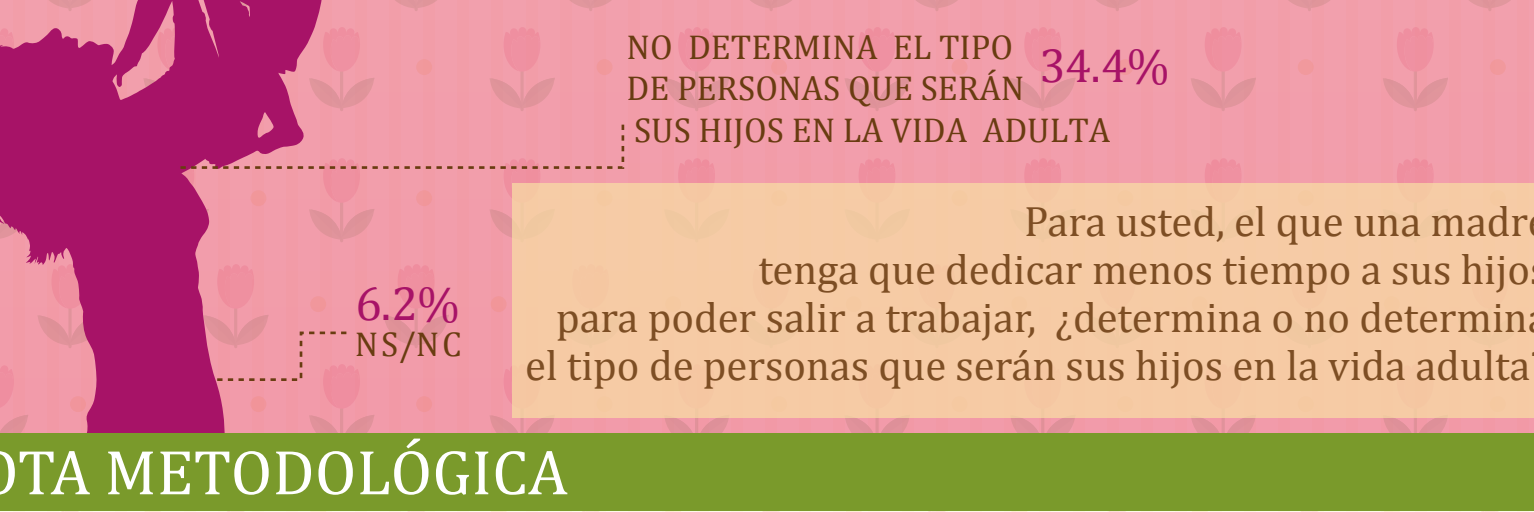 NO DETERMINA EL TIPO
DE PERSONAS QUE SERÁN
SUS HIJOS EN LA VIDA ADULTA
34.4%
6.2%
NS/NC
Para usted, el que una madre
tenga que dedicar menos tiempo a sus hijos
para poder salir a trabajar, ¿determina o no determina
el tipo de personas que serán sus hijos en la vida adulta?
OTA METODOLÓGICA